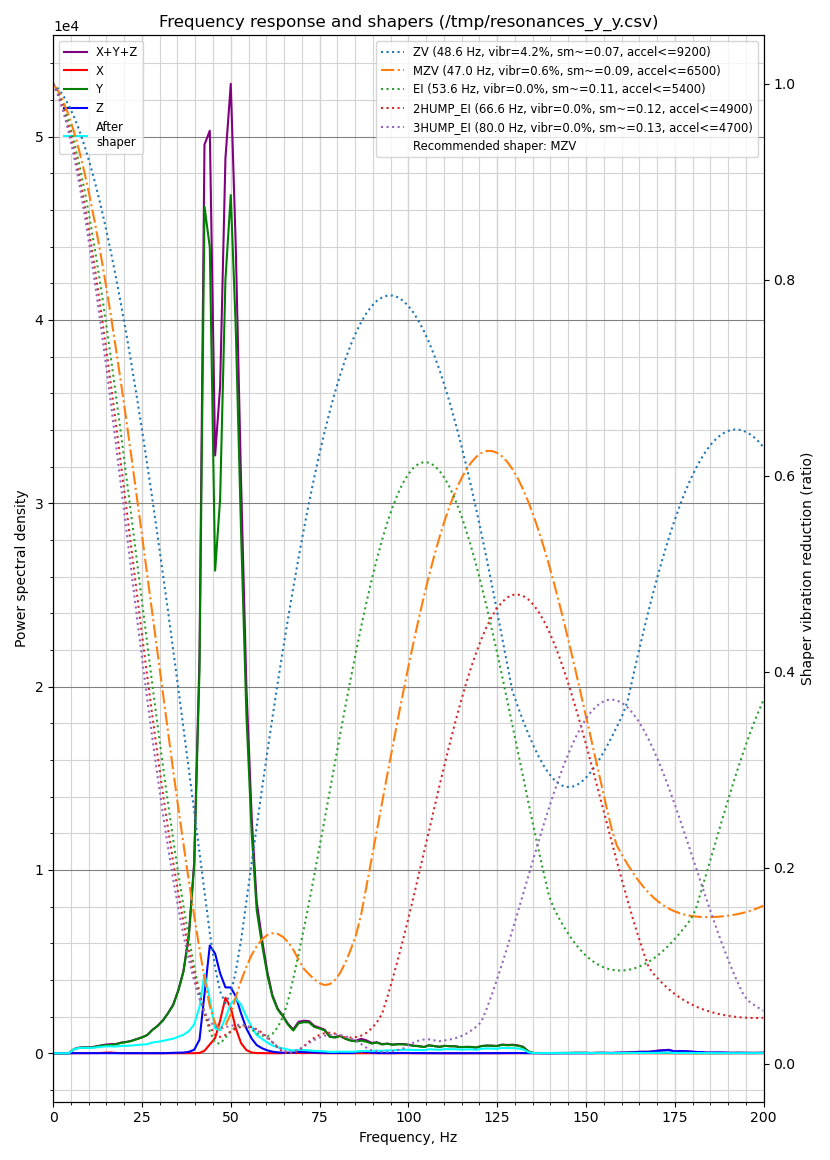 Frequency response and shapers (/tmp/resonances_y_y.csv)
1e4
X+Y+Z
X
Y
Z
After
shaper
ZV (48.6 Hz, vibr=4.2%, sm~=0.07, accel<=9200)
MZV (47.0 Hz, vibr=0.6%, sm~=0.09, accel<=6500)
EI (53.6 Hz, vibr=0.0%, sm~=0.11, accel<=5400)
2HUMP_EI (66.6 Hz, vibr=0.0%, sm~=0.12, accel<=4900)
3HUMP_EI (80.0 Hz, vibr=0.0%, sm~=0.13, accel<=4700)
Recommended shaper: MZV
Power spectral density
5
4
3
2
1
0
1.0
0.8
0.6
0.4
0.2
0.0
Shaper vibration reduction (ratio)
0 25 50 75 100 125 150 175 200
Frequency, Hz